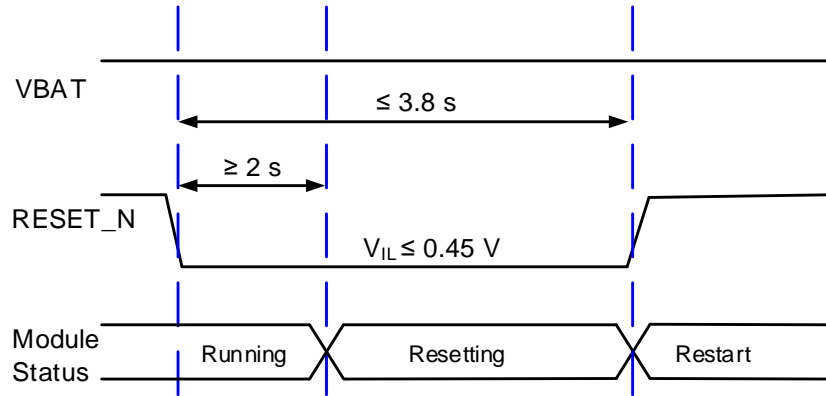 VBAT
≤ 3.8 s
≥ 2 s
RESET_N
VIL ≤ 0.45 V
Module
Status
Running
Resetting
Restart